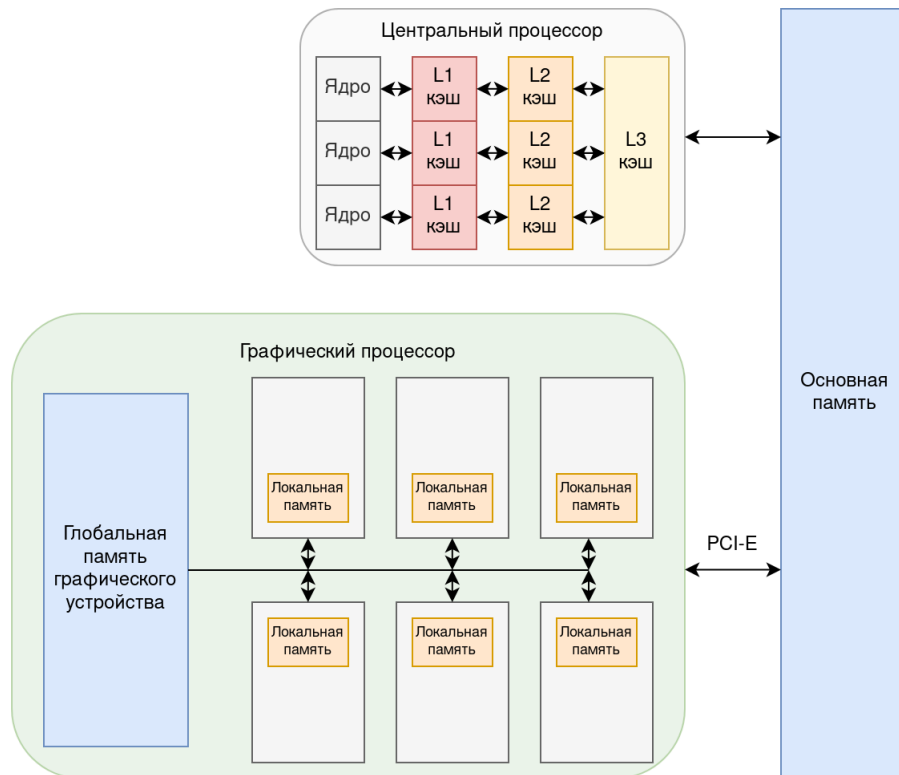 Центральный процессор
Ядро
L1
кэш
L2
кэш
Ядро
L1
кэш
L2
кэш
L3
кэш
Ядро
L1
кэш
L2
кэш
Графический процессор
Основная
память
Локальная
память
Локальная
память
Локальная
память
Глобальная
память
графического
устройства
PCI-E
Локальная
память
Локальная
память
Локальная
память